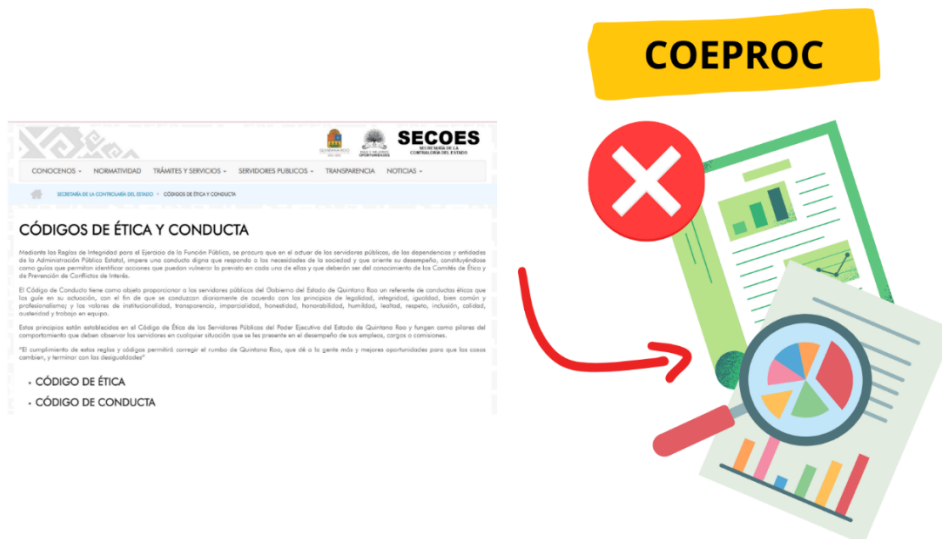 COEPROC
SECOES
SECRETARÍA DE LA
CONTRALORÍA DEL ESTADO
CONOCENOS
NORMATIVIDAD
TRÁMITES Y SERVICIOS
SERVIDORES PUBLICOS
TRANSPARENCIA
NOTICIAS
SECRETARÍA DE LA CONTRALORÍA DEL ESTADO
CÓDIGOS DE ÉTICA Y CONDUCTA
CÓDIGOS DE ÉTICA Y CONDUCTA
Mediante las Reglas de Integridad para el Ejercicio de la Función Pública, se procura que en el actuar de los servidores públicos, de las dependencias y entidades
de la Administración Pública Estatal, impere una conducta digna que responda a las necesidades de la sociedad y que oriente su desempeño, constituyéndose
como guías que permitan identificar acciones que puedan vulnerar lo previsto en cada una de ellas y que deberán ser del conocimiento de los Comités de Ética y
de Prevención de Conflictos de Interés.
El Código de Conducta tiene como objeto proporcionar a los servidores públicos del Gobierno del Estado de Quintana Roo un referente de conductas éticas que
los guíe en su actuación, con el fin de que se conduzcan diariamente de acuerdo con los principios de legalidad, integridad, igualdad, bien común y
profesionalismo; y los valores de institucionalidad, transparencia, imparcialidad, honestidad, honorabilidad, humildad, lealtad, respeto, inclusión, calidad,
austeridad y trabajo en equipo.
Estos principios están establecidos en el Código de Ética de los Servidores Públicos del Poder Ejecutivo del Estado de Quintana Roo y fungen como pilares del
comportamiento que deben observar los servidores en cualquier situación que se les presente en el desempeño de sus empleos, cargos o comisiones.
"El cumplimiento de estas reglas y códigos permitirá corregir el rumbo de Quintana Roo, que dé a la gente más y mejores oportunidades para que las cosas
cambien, y terminar con las desigualdades"
- CÓDIGO DE ÉTICA
- CÓDIGO DE CONDUCTA